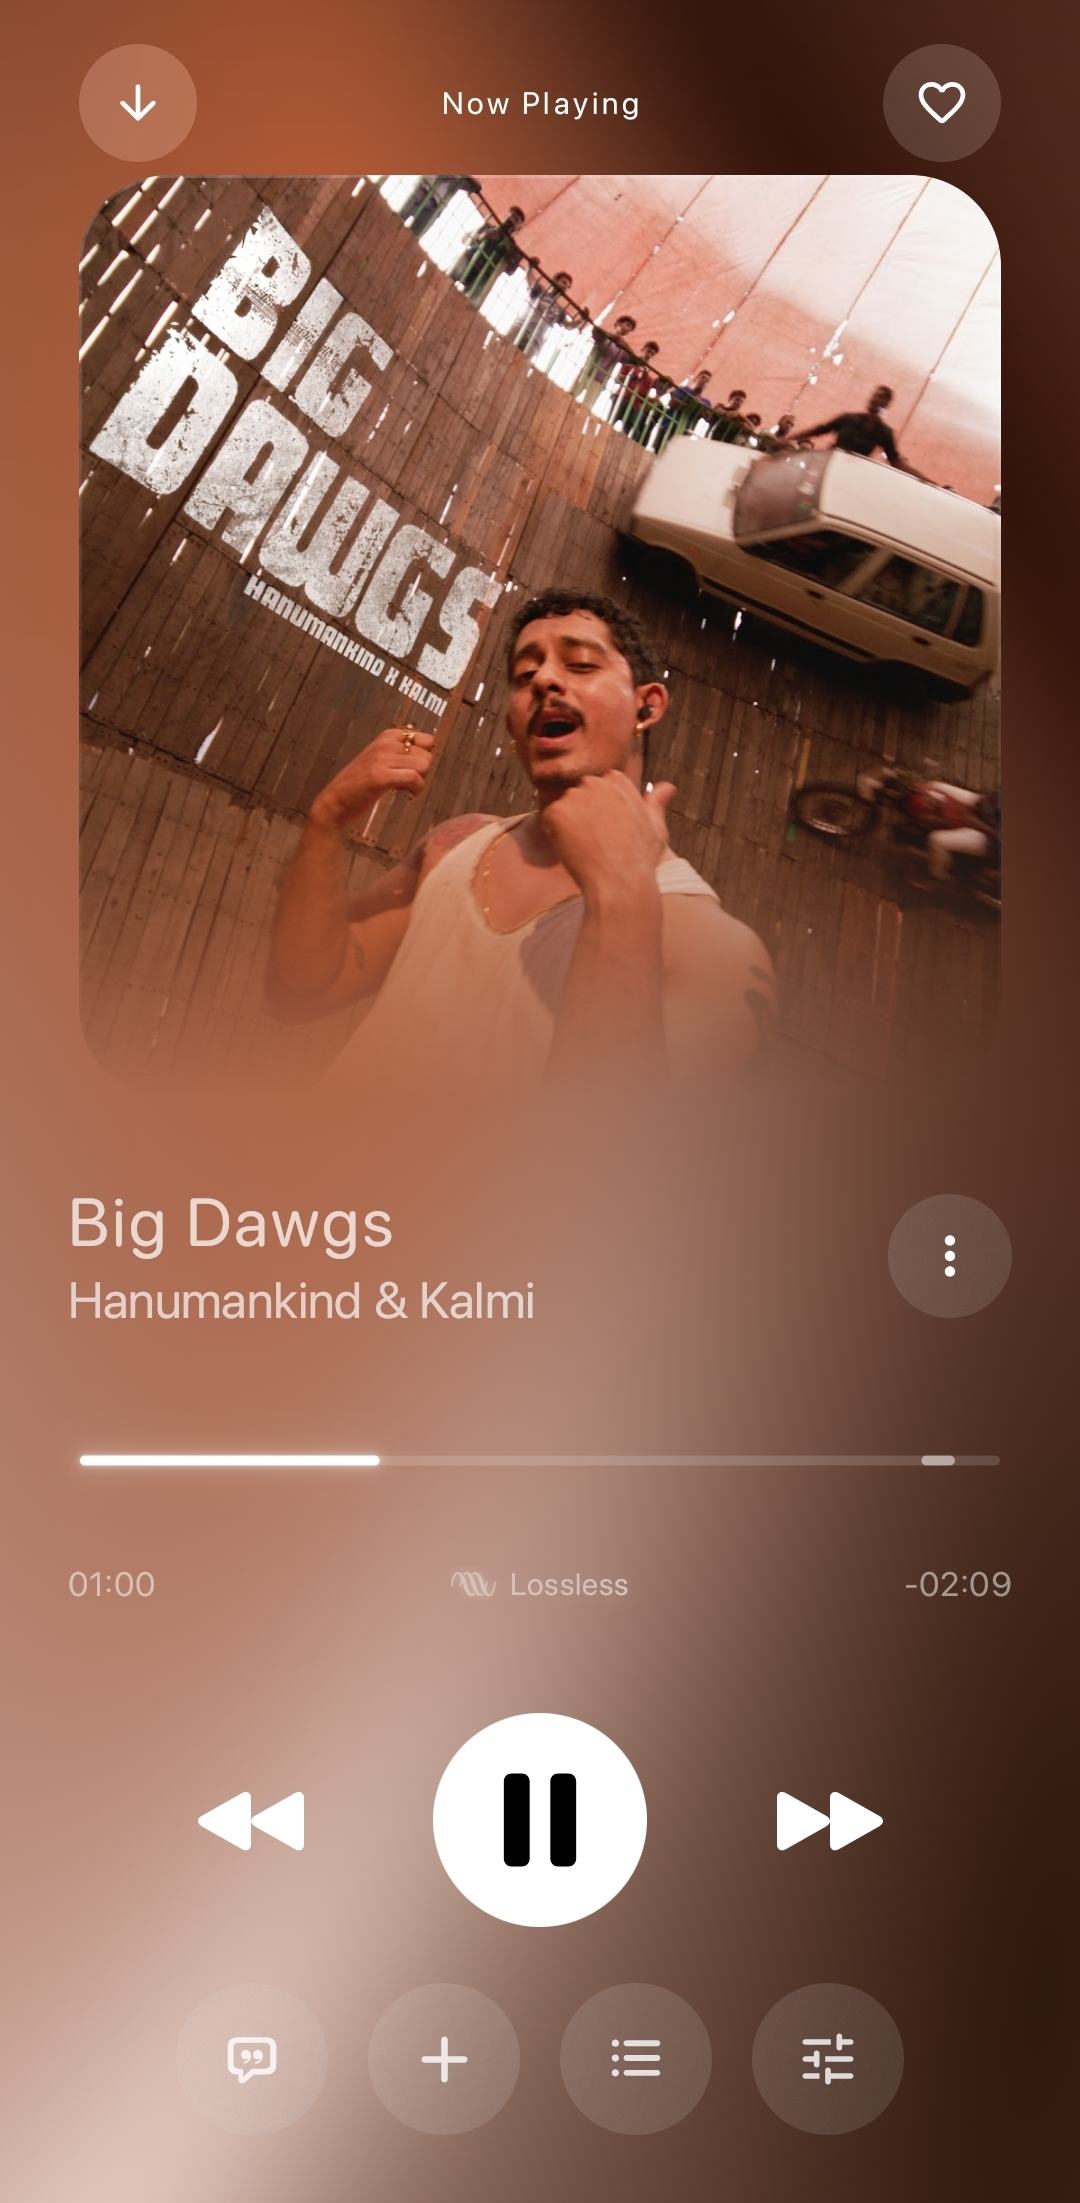 Now Playing
BIG
DAWGS
HANUMANKIND X KALMI
Big Dawgs
Hanumankind & Kalmi
01:00
Lossless
-02:09